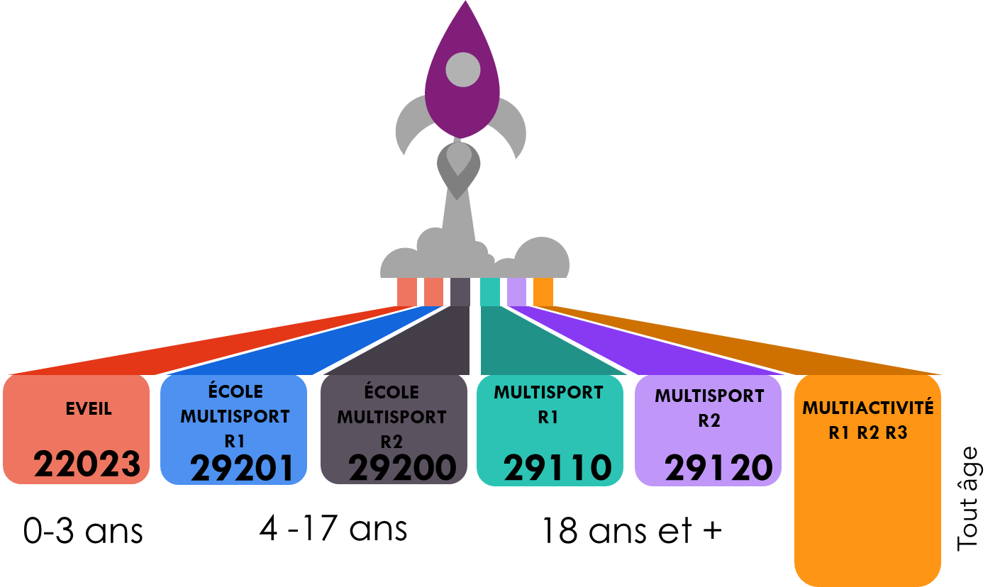 EVEIL
22023
ÉCOLE
MULTISPORT
R1
29201
ÉCOLE
MULTISPORT
R2
29200
MULTISPORT
R1
29110
MULTISPORT
R2
29120
MULTIACTIVITÉ
R1 R2 R3
0-3 ans
4 -17 ans
18 ans et +
Tout âge